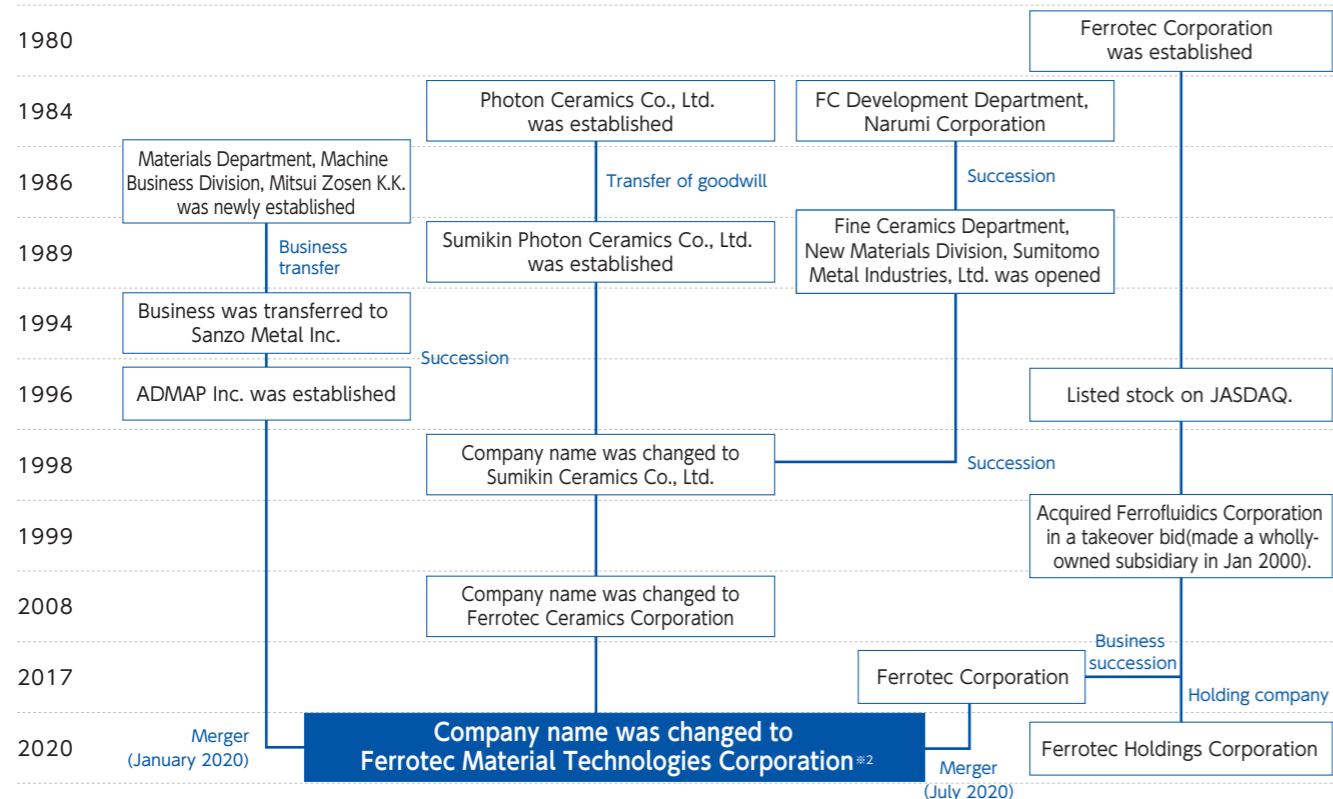 1980
Ferrotec Corporation
was established
1984
Photon Ceramics Co., Ltd.
was established
FC Development Department,
Narumi Corporation
1986
Materials Department, Machine
Business Division, Mitsui Zosen K.K.
was newly established
Transfer of goodwill
Succession
1989
Business
transfer
Sumikin Photon Ceramics Co., Ltd.
was established
Fine Ceramics Department,
New Materials Division, Sumitomo
Metal Industries, Ltd. was opened
1994
Business was transferred to
Sanzo Metal Inc.
Succession
1996
ADMAP Inc. was established
Listed stock on JASDAQ.
1998
Company name was changed to
Sumikin Ceramics Co., Ltd.
Succession
1999
Acquired Ferrofluidics Corporation
in a takeover bid(made a wholly-
owned subsidiary in Jan 2000).
2008
Company name was changed to
Ferrotec Ceramics Corporation
2017
Ferrotec Corporation
Business
succession
Holding company
2020
Merger
(January 2020)
Company name was changed to
Ferrotec Material Technologies Corporation※2
Merger
(July 2020)
Ferrotec Holdings Corporation